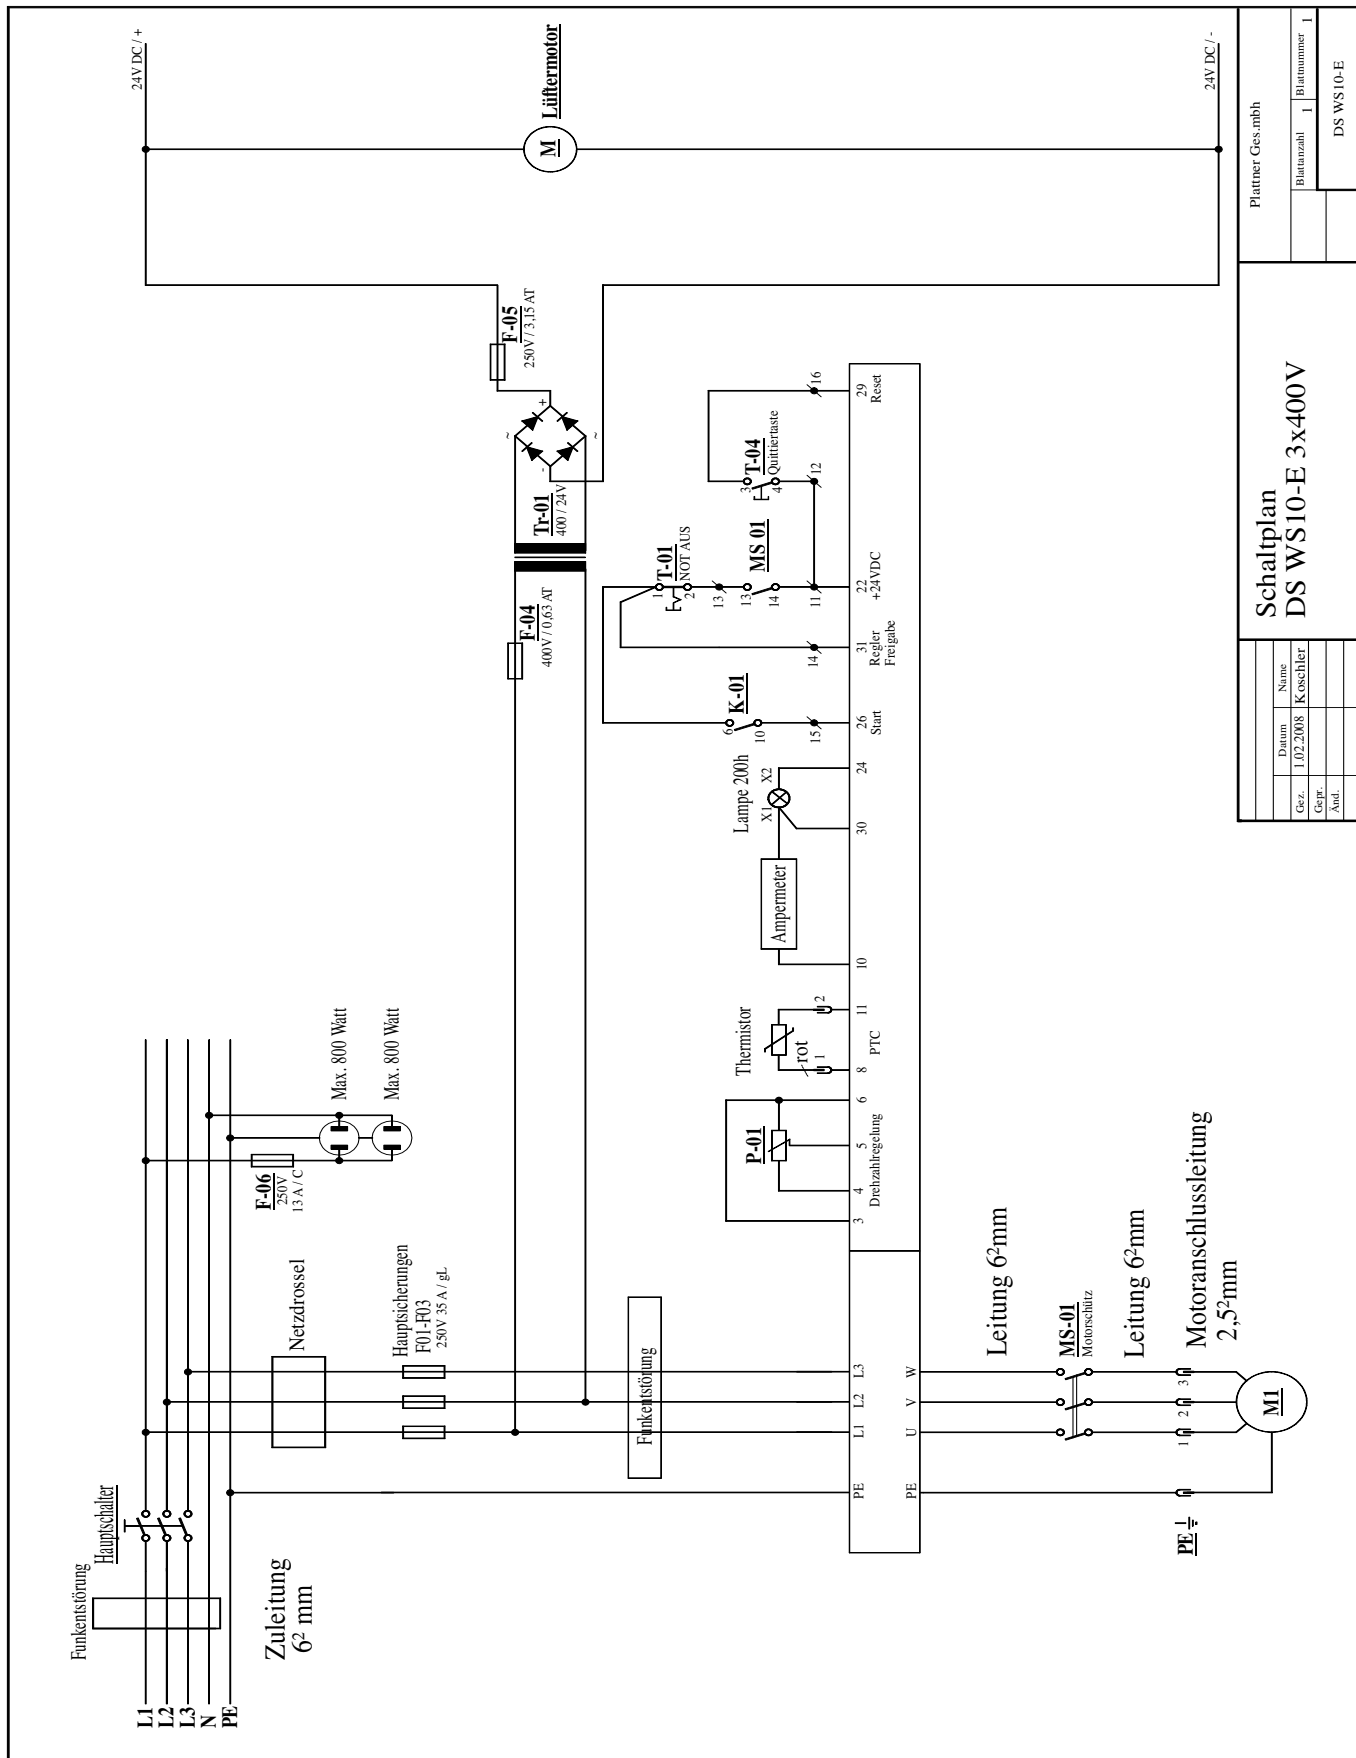 L1
L2
L3
N
PE
Funkentstörung
Hauptschalter
Zuleitung
6² mm
Netzdrossel
Hauptsicherungen
F01-F03
250V 35 A / gL
Funkentstörung
F-06
250V
13 A / C
Max. 800 Watt
Max. 800 Watt
F-04
400V / 0,63 AT
Tr-01
400 / 24V
~
~
-
+
F-05
250V / 3,15 AT
24V DC / +
M
Lüftermotor
24V DC / -
PE
L1
L2
L3
PE
U
V
W
3
4
5
6
Drehzahlregelung
P-01
Thermistor
rot
1
2
8
11
PTC
10
Ampermeter
30
24
Lampe 200h
X1
X2
K-01
6
10
15
26
Start
14
31
Regler
Freigabe
T-01
NOT AUS
1
2
13
MS 01
13
14
11
22
+24VDC
T-04
Quittiertaste
3
4
12
16
29
Reset
Leitung 6²mm
MS-01
Motorschütz
Leitung 6²mm
Motoranschlussleitung
2,5²mm
PE
1
2
3
M1
Datum
Name
Gez.
1.02.2008
Koschler
Gepr.
Änd.
Schaltplan
DS WS10-E 3x400V
Plattner Ges.mbh
Blattanzahl
1
Blattnummer
1
DS WS10-E